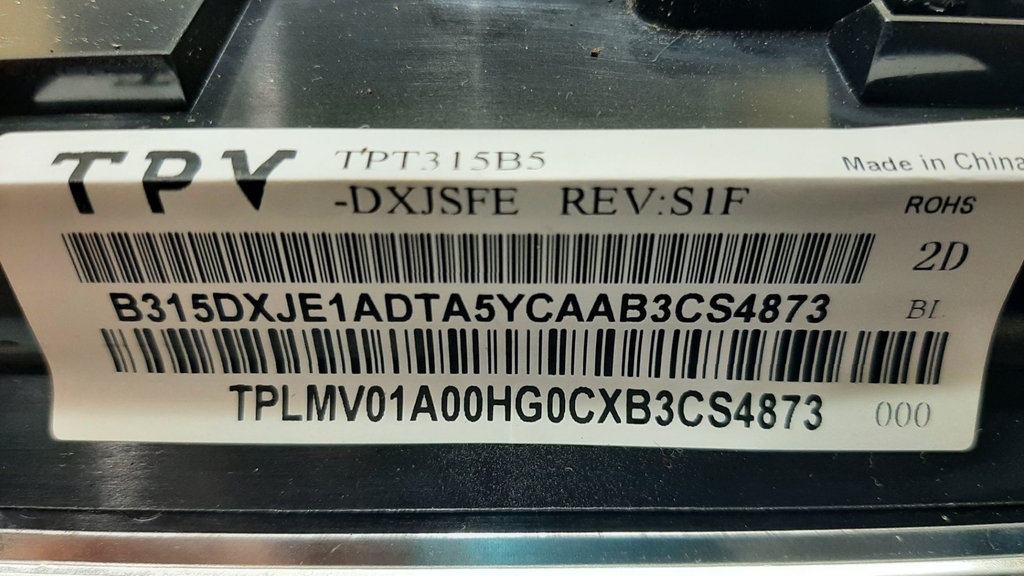 TPV TPT315B5 Made in China
-DXJSFE REV:S1F ROHS
2D
B315DXJE1ADTA5YCAAB3CS4873 BL
TPLMV01A00HG0CXB3CS4873 000